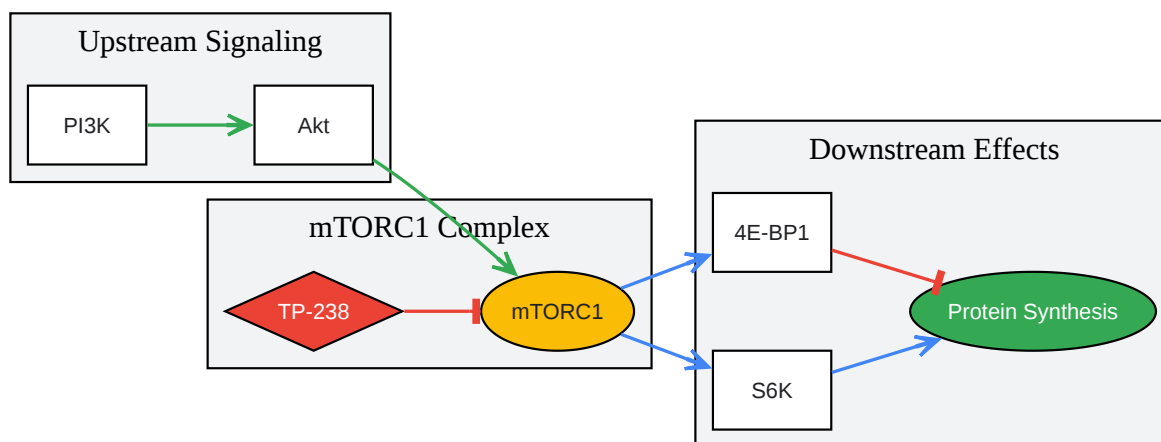 Upstream Signaling
PI3K
Akt
mTORC1 Complex
TP-238
mTORC1
Downstream Effects
4E-BP1
Protein Synthesis
S6K